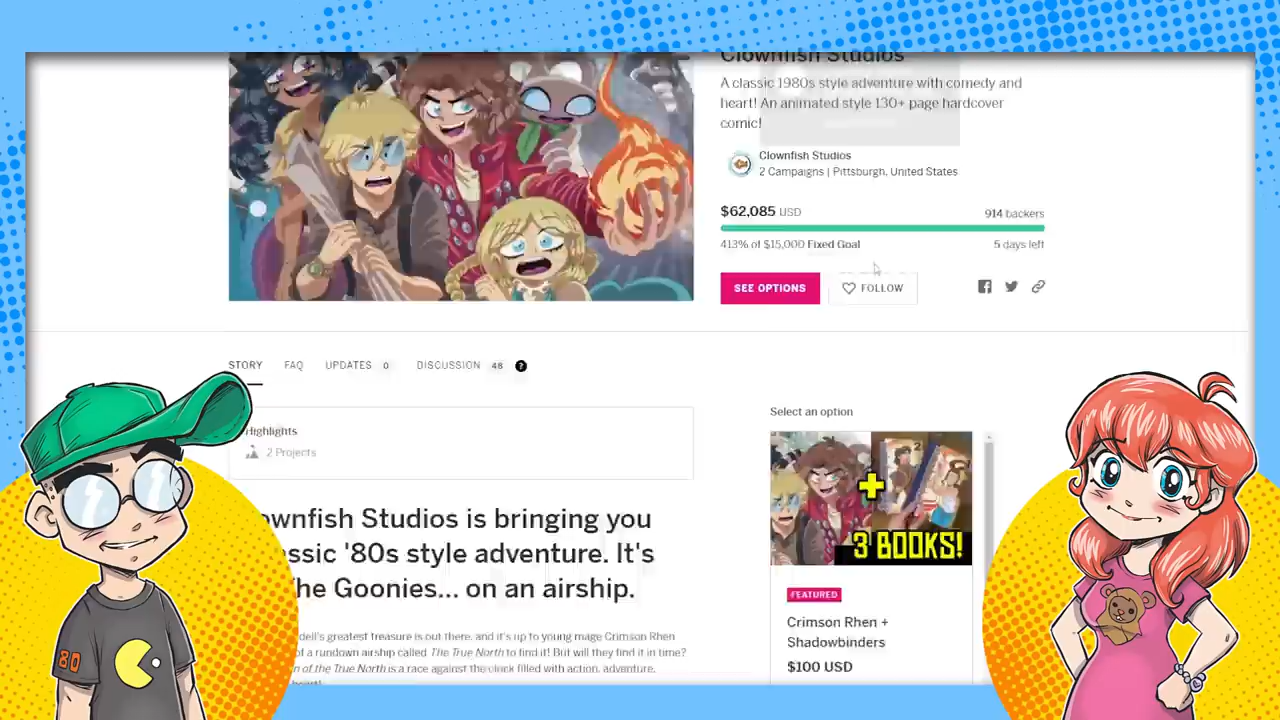 Clownfish Studios
A classic 1980s style adventure with comedy and
heart! An animated style 130+ page hardcover
comic!
Clownfish Studios
2 Campaigns | Pittsburgh, United States
$62,085 USD
914 backers
413% of $15,000 Fixed Goal
5 days left
SEE OPTIONS
FOLLOW
STORY
FAQ
UPDATES 0
DISCUSSION 48 ?
Highlights
2 Projects
ownfish Studios is bringing you
assic '80s style adventure. It's
he Goonies... on an airship.
dell's greatest treasure is out there, and it's up to young mage Crimson Rhen
of a rundown airship called The True North to find it! But will they find it in time?
n of the True North is a race against the clock filled with action, adventure,
heart!
Select an option
2
3 BOOKS!
FEATURED
Crimson Rhen +
Shadowbinders
$100 USD
80